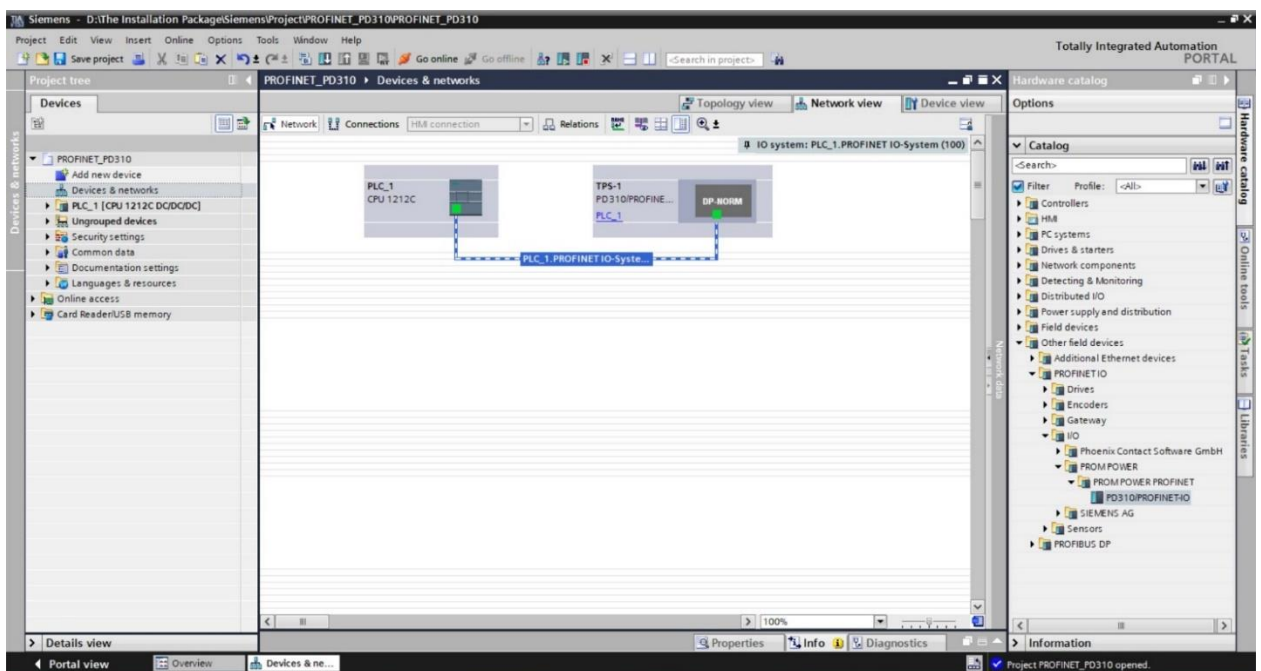 Siemens - D:\The Installation Package\Siemens\Project\PROFINET_PD310\PROFINET_PD310
Project Edit View Insert Online Options Tools Window Help
Totally Integrated Automation
PORTAL
Save project Go online Go offline <Search in project>
Project tree
Devices
PROFINET_PD310
Add new device
Devices & networks
PLC_1 [CPU 1212C DC/DC/DC]
Ungrouped devices
Security settings
Common data
Documentation settings
Languages & resources
Online access
Card Reader/USB memory
Details view
Devices & networks
PROFINET_PD310 Devices & networks
Topology view Network view Device view
Network Connections HMI connection Relations
IO system: PLC_1.PROFINET IO-System (100)
PLC_1
CPU 1212C
TPS-1
PD310/PROFINE...
PLC_1
DP-NORM
PLC_1.PROFINET IO-Syste...
Network data
100%
Properties Info Diagnostics
Hardware catalog
Options
Catalog
<Search>
Filter Profile: <All>
Controllers
HMI
PC systems
Drives & starters
Network components
Detecting & Monitoring
Distributed I/O
Power supply and distribution
Field devices
Other field devices
Additional Ethernet devices
PROFINET IO
Drives
Encoders
Gateway
I/O
Phoenix Contact Software GmbH
PROM POWER
PROM POWER PROFINET
PD310/PROFINET-IO
SIEMENS AG
Sensors
PROFIBUS DP
Information
Hardware catalog
Online tools
Tasks
Libraries
Portal view Overview Devices & ne...
Project PROFINET_PD310 opened.